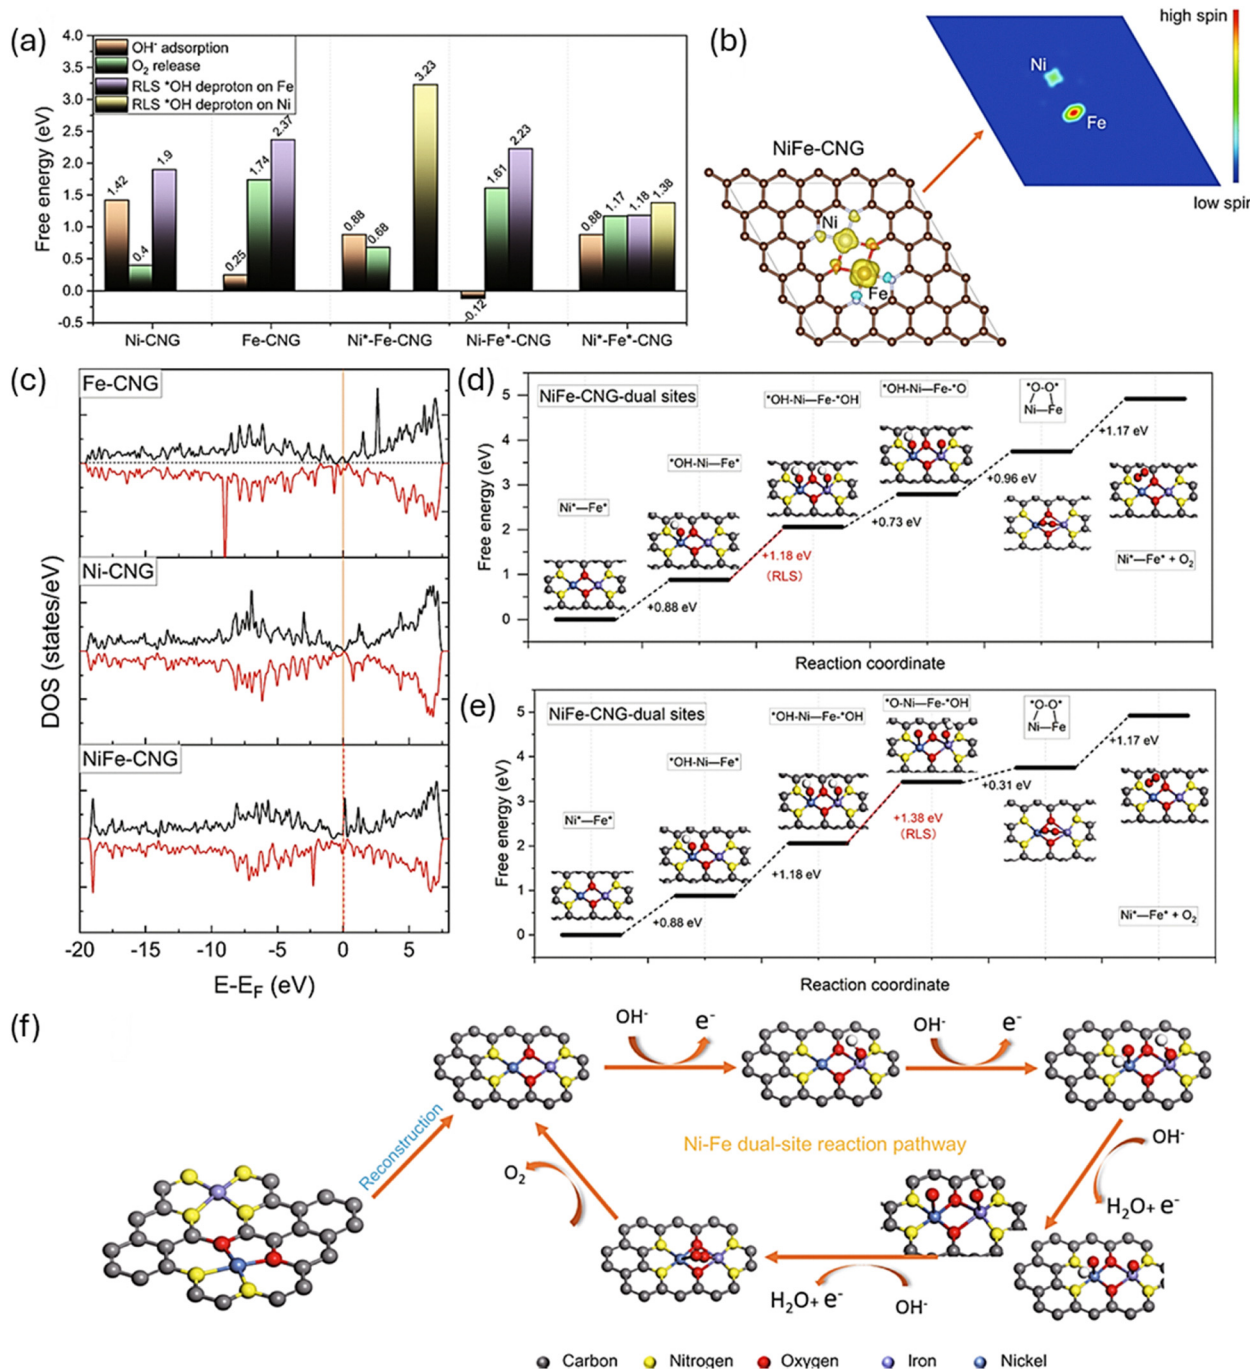 (a)
4.0
3.5
3.0
2.5
2.0
1.5
1.0
0.5
0.0
-0.5
Free energy (eV)
OH⁻ adsorption
O₂ release
RLS *OH deproton on Fe
RLS *OH deproton on Ni
1.42
0.4
1.9
0.25
1.74
2.37
0.88
0.68
3.23
-0.12
1.61
2.23
0.88
1.17
1.18
1.38
Ni-CNG
Fe-CNG
Ni*-Fe-CNG
Ni-Fe*-CNG
Ni*-Fe*-CNG
(b)
high spin
low spin
Ni
Fe
NiFe-CNG
Ni
Fe
(c)
Fe-CNG
Ni-CNG
NiFe-CNG
DOS (states/eV)
-20
-15
-10
-5
0
5
E-E_F (eV)
(d)
NiFe-CNG-dual sites
Free energy (eV)
5
4
3
2
1
0
Ni*—Fe*
*OH-Ni—Fe*
*OH-Ni—Fe-*OH
*OH-Ni—Fe-*O
*O-O*
Ni—Fe
Ni*—Fe* + O₂
+0.88 eV
+1.18 eV
(RLS)
+0.73 eV
+0.96 eV
+1.17 eV
Reaction coordinate
(e)
NiFe-CNG-dual sites
Free energy (eV)
5
4
3
2
1
0
Ni*—Fe*
*OH-Ni—Fe*
*OH-Ni—Fe-*OH
*O-Ni—Fe-*OH
*O-O*
Ni—Fe
Ni*—Fe* + O₂
+0.88 eV
+1.18 eV
+1.38 eV
(RLS)
+0.31 eV
+1.17 eV
Reaction coordinate
(f)
Reconstruction
OH⁻
e⁻
OH⁻
e⁻
Ni-Fe dual-site reaction pathway
OH⁻
H₂O+ e⁻
O₂
H₂O+ e⁻
OH⁻
Carbon
Nitrogen
Oxygen
Iron
Nickel